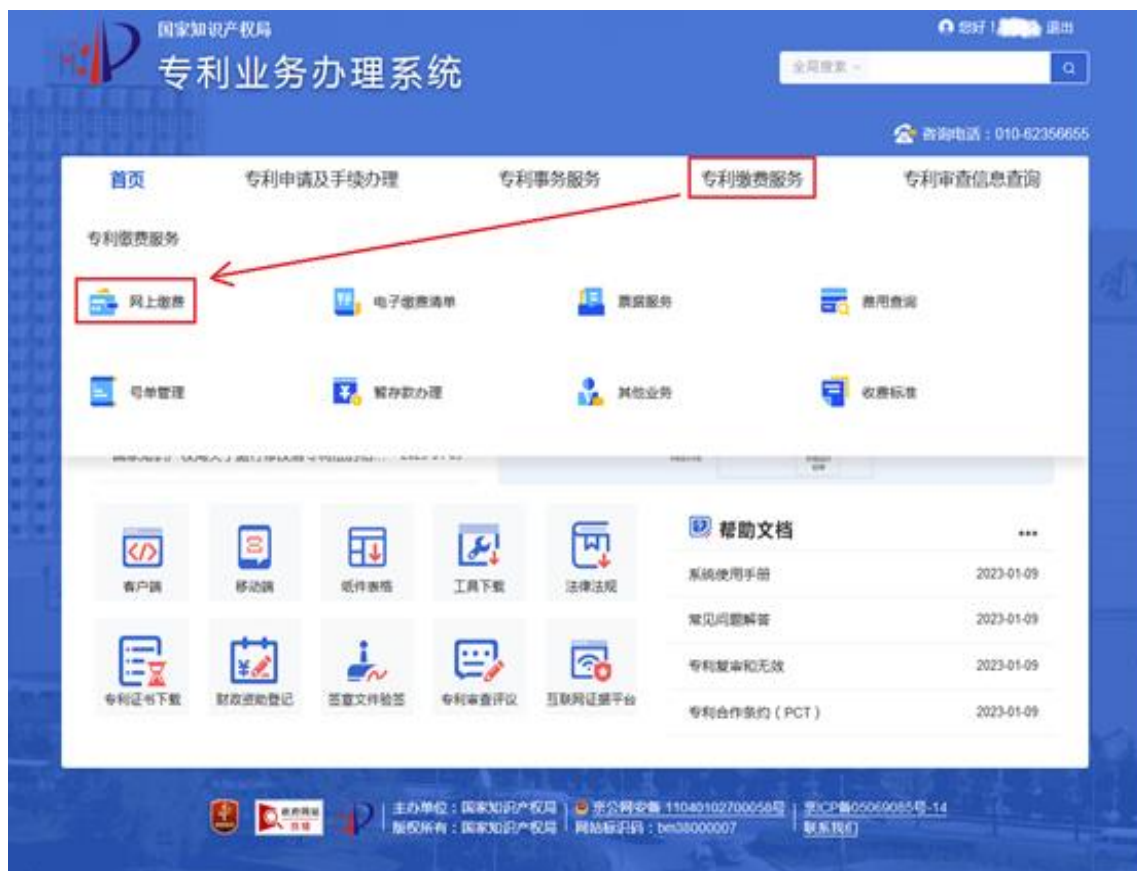 国家知识产权局
专利业务办理系统
您好！ 退出
全局搜索
咨询电话：010-62356655
首页 专利申请及手续办理 专利事务服务 专利缴费服务 专利审查信息查询
专利缴费服务
网上缴费 电子缴费清单 票据服务 费用查询
号单管理 暂存款办理 其他业务 收费标准
客户端 移动端 纸件表格 工具下载 法律法规
专利证书下载 财政资助登记 签章文件验签 专利审查评议 互联网证据平台
帮助文档 •••
系统使用手册 2023-01-09
常见问题解答 2023-01-09
专利复审和无效 2023-01-09
专利合作条约（PCT） 2023-01-09
政府网站
找错
主办单位：国家知识产权局 京公网安备 11040102700058号 京ICP备05069085号-14
版权所有：国家知识产权局 网站标识码：bm38000007 联系我们